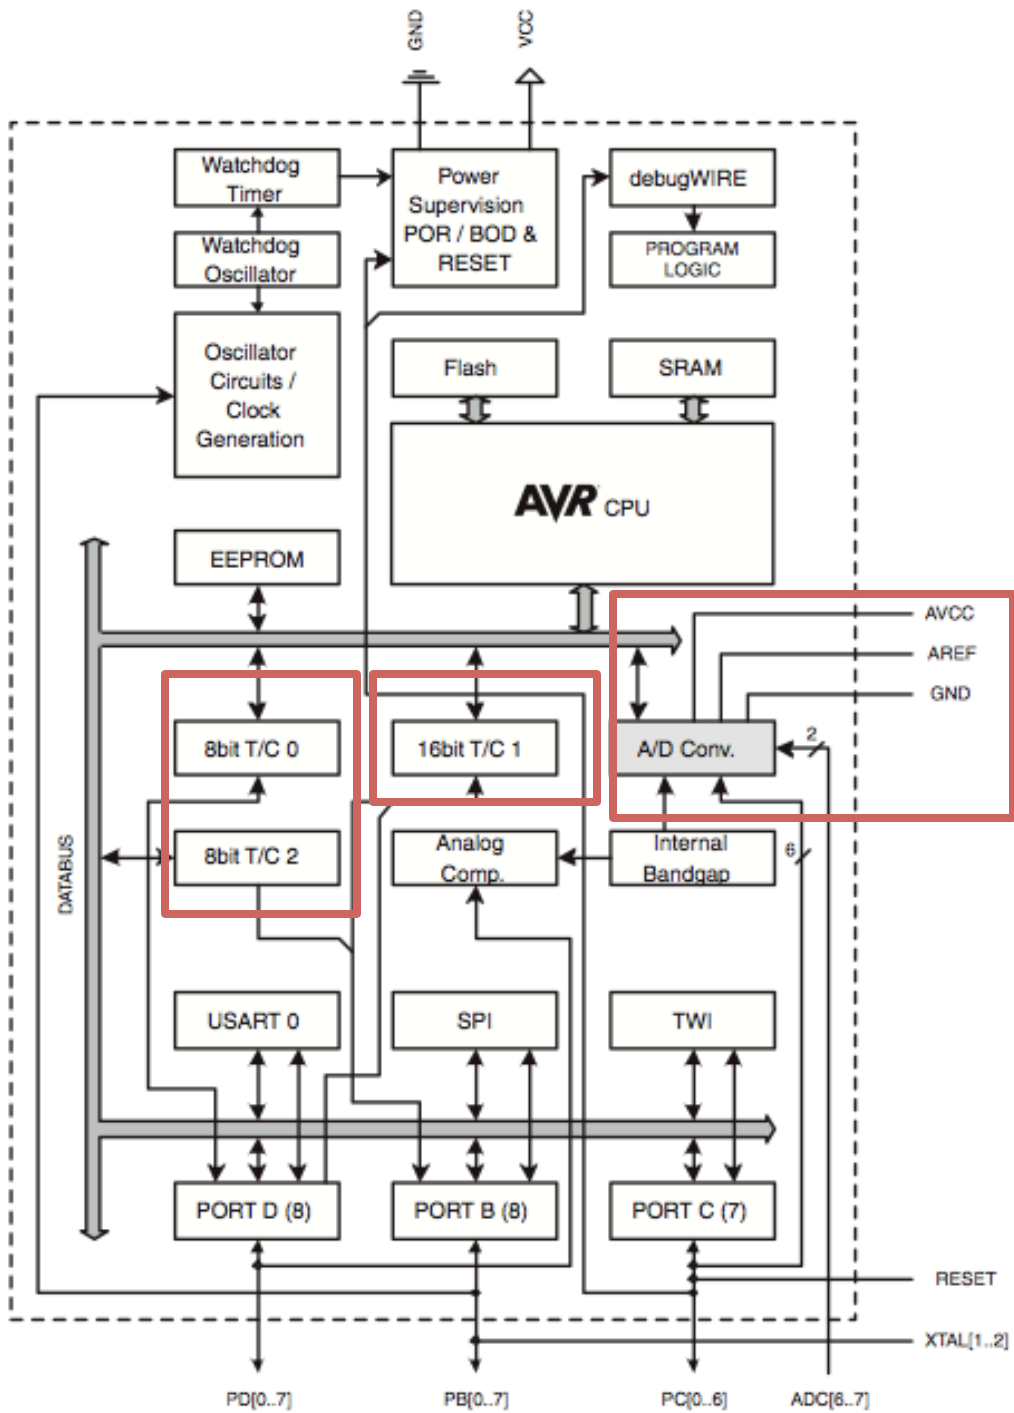 GND
VCC
Watchdog
Timer
Power
Supervision
POR / BOD &
RESET
debugWIRE
Watchdog
Oscillator
PROGRAM
LOGIC
Oscillator
Circuits /
Clock
Generation
Flash
SRAM
AVR CPU
EEPROM
AVCC
AREF
GND
8bit T/C 0
16bit T/C 1
A/D Conv.
2
8bit T/C 2
Analog
Comp.
Internal
Bandgap
6
DATABUS
USART 0
SPI
TWI
PORT D (8)
PORT B (8)
PORT C (7)
RESET
XTAL[1..2]
PD[0..7]
PB[0..7]
PC[0..6]
ADC[6..7]